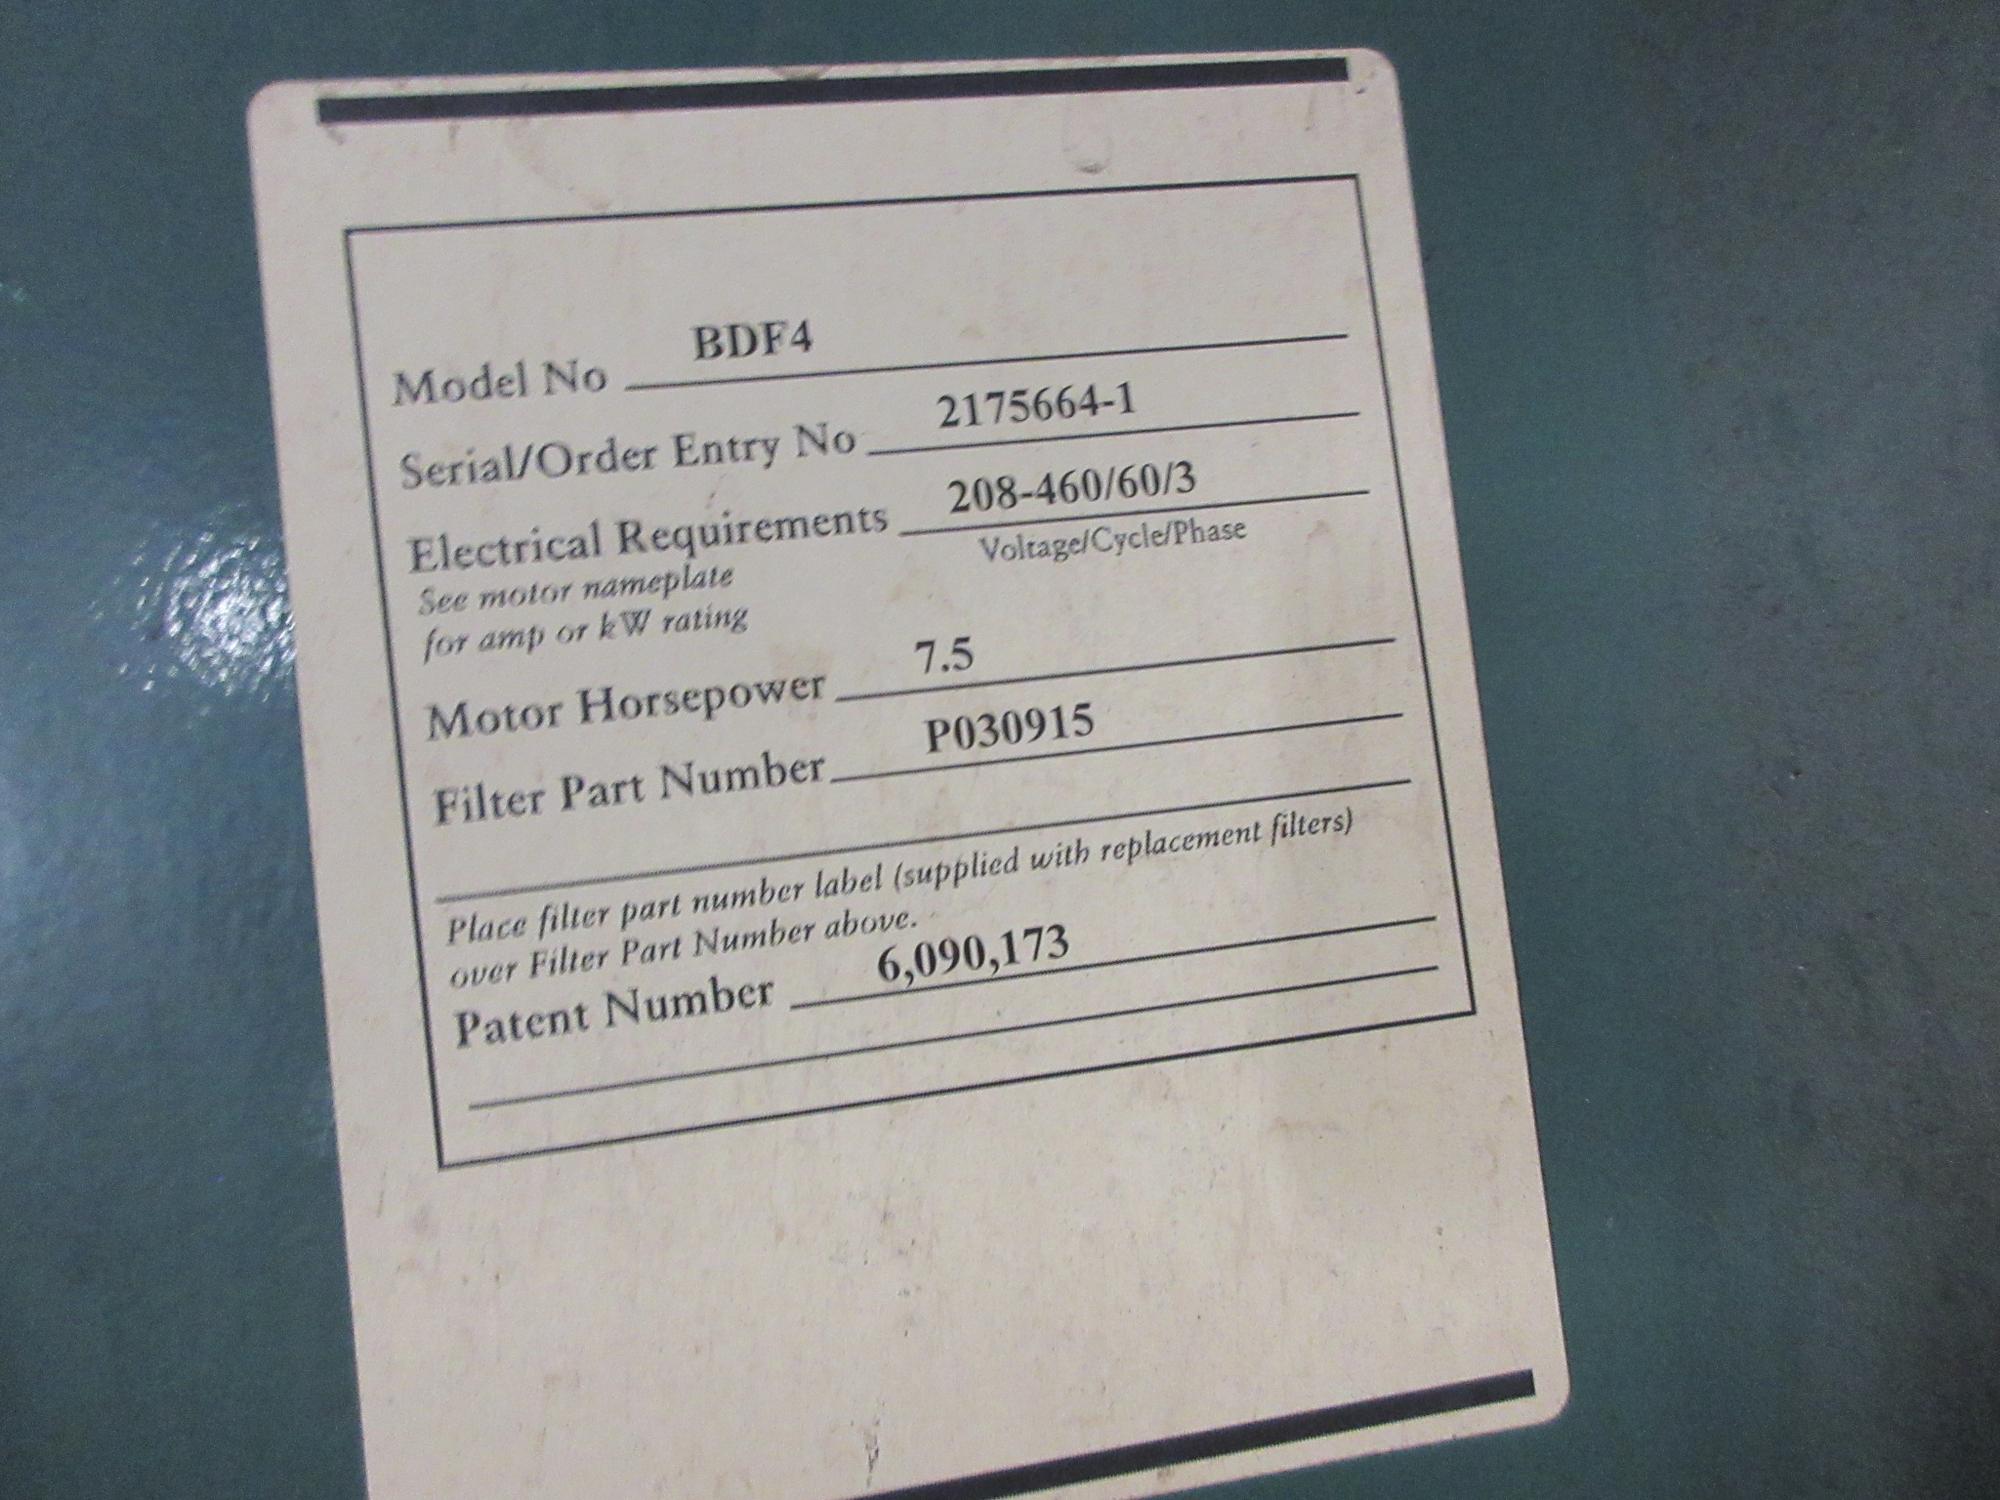 Model No BDF4
Serial/Order Entry No 2175664-1
Electrical Requirements 208-460/60/3
Voltage/Cycle/Phase
See motor nameplate
for amp or kW rating
Motor Horsepower 7.5
Filter Part Number P030915
Place filter part number label (supplied with replacement filters)
over Filter Part Number above.
Patent Number 6,090,173